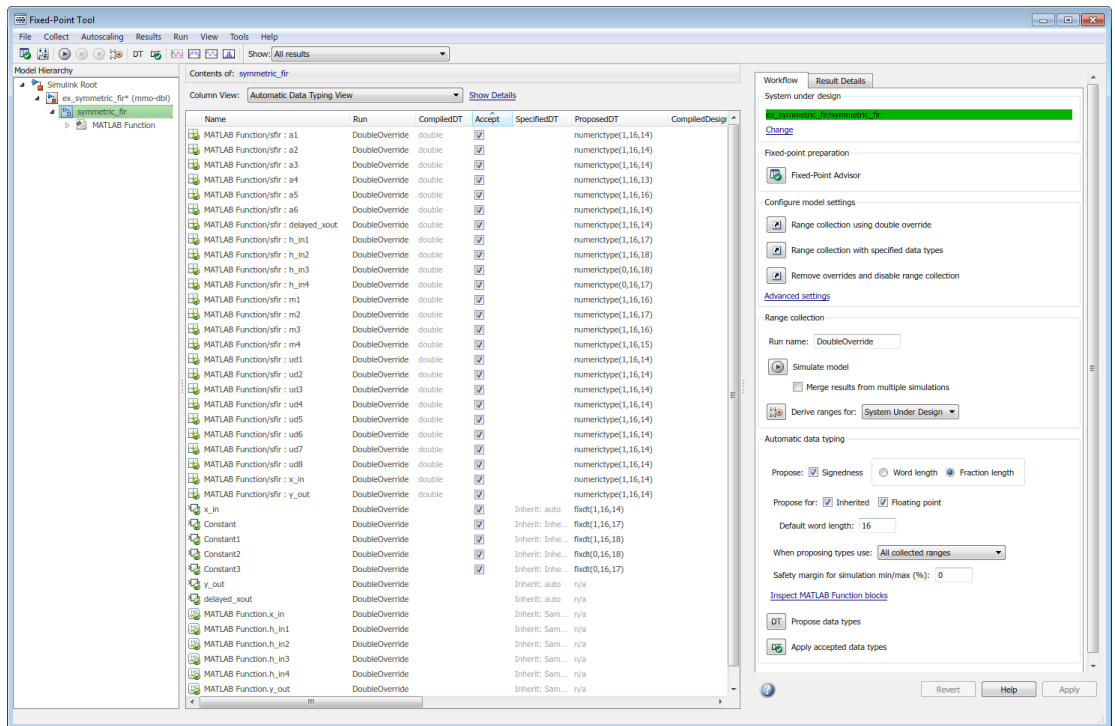 Fixed-Point Tool
File Collect Autoscaling Results Run View Tools Help
DT Show: All results
Model Hierarchy
Simulink Root
ex_symmetric_fir* (mmo-dbl)
symmetric_fir
MATLAB Function
Contents of: symmetric_fir
Column View: Automatic Data Typing View Show Details
Name Run CompiledDT Accept SpecifiedDT ProposedDT CompiledDesign
MATLAB Function/sfir : a1 DoubleOverride double numerictype(1,16,14)
MATLAB Function/sfir : a2 DoubleOverride double numerictype(1,16,14)
MATLAB Function/sfir : a3 DoubleOverride double numerictype(1,16,14)
MATLAB Function/sfir : a4 DoubleOverride double numerictype(1,16,13)
MATLAB Function/sfir : a5 DoubleOverride double numerictype(1,16,16)
MATLAB Function/sfir : a6 DoubleOverride double numerictype(1,16,14)
MATLAB Function/sfir : delayed_xout DoubleOverride double numerictype(1,16,14)
MATLAB Function/sfir : h_in1 DoubleOverride double numerictype(1,16,17)
MATLAB Function/sfir : h_in2 DoubleOverride double numerictype(1,16,18)
MATLAB Function/sfir : h_in3 DoubleOverride double numerictype(0,16,18)
MATLAB Function/sfir : h_in4 DoubleOverride double numerictype(0,16,17)
MATLAB Function/sfir : m1 DoubleOverride double numerictype(1,16,16)
MATLAB Function/sfir : m2 DoubleOverride double numerictype(1,16,17)
MATLAB Function/sfir : m3 DoubleOverride double numerictype(1,16,16)
MATLAB Function/sfir : m4 DoubleOverride double numerictype(1,16,15)
MATLAB Function/sfir : ud1 DoubleOverride double numerictype(1,16,14)
MATLAB Function/sfir : ud2 DoubleOverride double numerictype(1,16,14)
MATLAB Function/sfir : ud3 DoubleOverride double numerictype(1,16,14)
MATLAB Function/sfir : ud4 DoubleOverride double numerictype(1,16,14)
MATLAB Function/sfir : ud5 DoubleOverride double numerictype(1,16,14)
MATLAB Function/sfir : ud6 DoubleOverride double numerictype(1,16,14)
MATLAB Function/sfir : ud7 DoubleOverride double numerictype(1,16,14)
MATLAB Function/sfir : ud8 DoubleOverride double numerictype(1,16,14)
MATLAB Function/sfir : x_in DoubleOverride double numerictype(1,16,14)
MATLAB Function/sfir : y_out DoubleOverride double numerictype(1,16,14)
x_in DoubleOverride Inherit: auto fixdt(1,16,14)
Constant DoubleOverride Inherit: Inhe... fixdt(1,16,17)
Constant1 DoubleOverride Inherit: Inhe... fixdt(1,16,18)
Constant2 DoubleOverride Inherit: Inhe... fixdt(0,16,18)
Constant3 DoubleOverride Inherit: Inhe... fixdt(0,16,17)
y_out DoubleOverride Inherit: auto n/a
delayed_xout DoubleOverride Inherit: auto n/a
MATLAB Function.x_in DoubleOverride Inherit: Sam... n/a
MATLAB Function.h_in1 DoubleOverride Inherit: Sam... n/a
MATLAB Function.h_in2 DoubleOverride Inherit: Sam... n/a
MATLAB Function.h_in3 DoubleOverride Inherit: Sam... n/a
MATLAB Function.h_in4 DoubleOverride Inherit: Sam... n/a
MATLAB Function.y_out DoubleOverride Inherit: Sam... n/a
Workflow Result Details
System under design
ex_symmetric_fir/symmetric_fir
Change
Fixed-point preparation
Fixed-Point Advisor
Configure model settings
Range collection using double override
Range collection with specified data types
Remove overrides and disable range collection
Advanced settings
Range collection
Run name: DoubleOverride
Simulate model
Merge results from multiple simulations
Derive ranges for: System Under Design
Automatic data typing
Propose: Signedness Word length Fraction length
Propose for: Inherited Floating point
Default word length: 16
When proposing types use: All collected ranges
Safety margin for simulation min/max (%): 0
Inspect MATLAB Function blocks
DT Propose data types
DT Apply accepted data types
Revert Help Apply